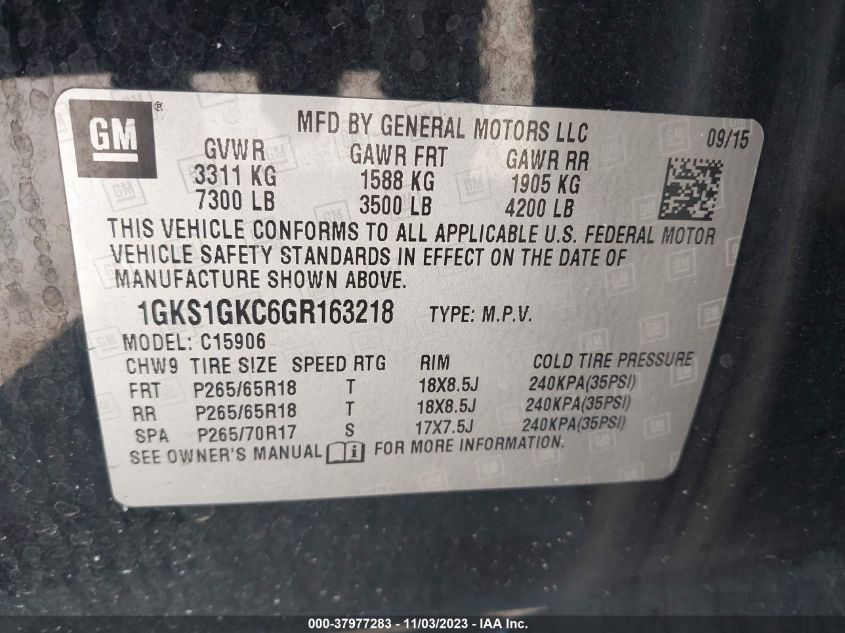 GM ®
MFD BY GENERAL MOTORS LLC 09/15
GVWR GAWR FRT GAWR RR
3311 KG 1588 KG 1905 KG
7300 LB 3500 LB 4200 LB
THIS VEHICLE CONFORMS TO ALL APPLICABLE U.S. FEDERAL MOTOR
VEHICLE SAFETY STANDARDS IN EFFECT ON THE DATE OF
MANUFACTURE SHOWN ABOVE.
1GKS1GKC6GR163218 TYPE: M.P.V.
MODEL: C15906
CHW9 TIRE SIZE SPEED RTG RIM COLD TIRE PRESSURE
FRT P265/65R18 T 18X8.5J 240KPA(35PSI)
RR P265/65R18 T 18X8.5J 240KPA(35PSI)
SPA P265/70R17 S 17X7.5J 240KPA(35PSI)
SEE OWNER'S MANUAL i FOR MORE INFORMATION.
000-37977283 - 11/03/2023 - IAA Inc.